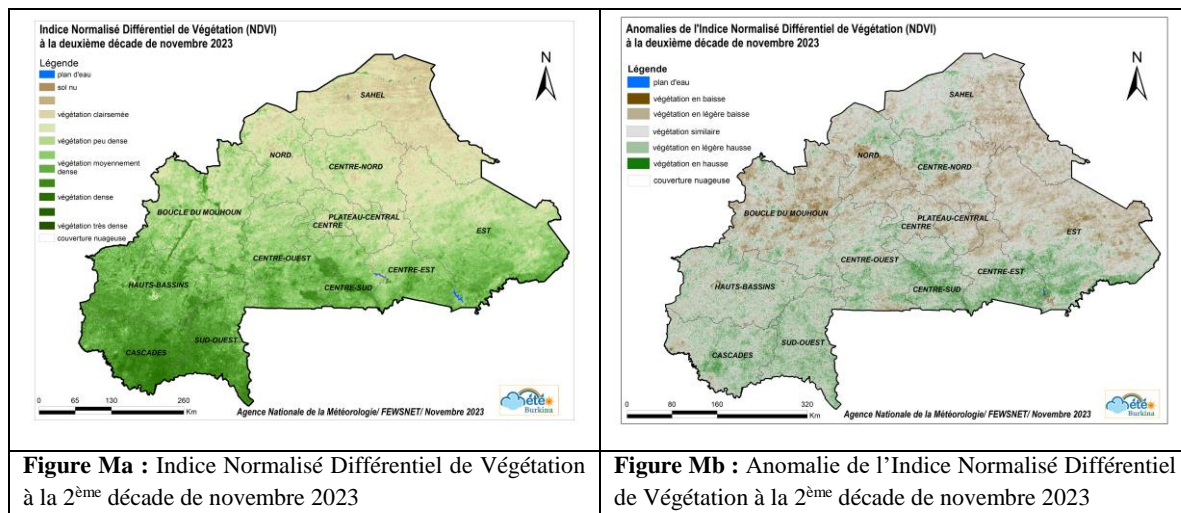 Indice Normalisé Différentiel de Végétation (NDVI)
à la deuxième décade de novembre 2023
Légende
plan d'eau
sol nu
végétation clairsemée
végétation peu dense
végétation moyennement
dense
végétation dense
végétation très dense
couverture nuageuse
N
SAHEL
NORD
CENTRE-NORD
BOUCLE DU MOUHOUN
PLATEAU-CENTRAL
CENTRE
EST
CENTRE-OUEST
CENTRE-EST
HAUTS-BASSINS
CENTRE-SUD
SUD-OUEST
CASCADES
0 65 130 260
Km
Agence Nationale de la Météorologie/ FEWSNET/ Novembre 2023
été
Burkina
Anomalies de l'Indice Normalisé Différentiel de Végétation (NDVI)
à la deuxième décade de novembre 2023
Légende
plan d'eau
végétation en baisse
végétation en légère baisse
végétation similaire
végétation en légère hausse
végétation en hausse
couverture nuageuse
N
SAHEL
NORD
CENTRE-NORD
BOUCLE DU MOUHOUN
PLATEAU-CENTRAL
CENTRE
EST
CENTRE-OUEST
CENTRE-EST
HAUTS-BASSINS
CENTRE-SUD
SUD-OUEST
CASCADES
0 80 160 320
Km
Agence Nationale de la Météorologie/ FEWSNET/ Novembre 2023
été
Burkina
Figure Ma : Indice Normalisé Différentiel de Végétation
à la 2ème décade de novembre 2023
Figure Mb : Anomalie de l’Indice Normalisé Différentiel
de Végétation à la 2ème décade de novembre 2023